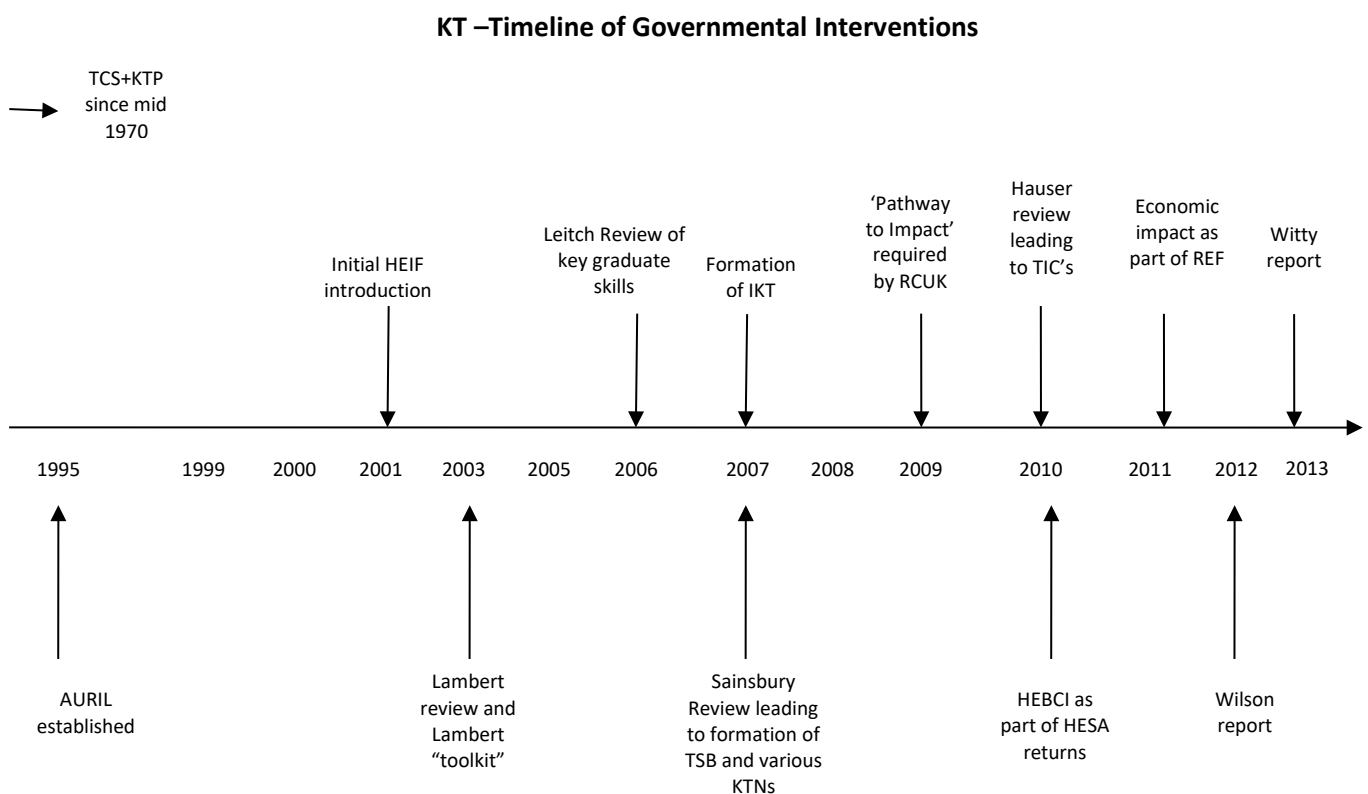 KT –Timeline of Governmental Interventions
TCS+KTP
since mid
1970
Initial HEIF
introduction
Leitch Review of
key graduate
skills
Formation
of IKT
‘Pathway
to Impact’
required
by RCUK
Hauser
review
leading
to TIC’s
Economic
impact as
part of REF
Witty
report
1995 1999 2000 2001 2003 2005 2006 2007 2008 2009 2010 2011 2012 2013
AURIL
established
Lambert
review and
Lambert
“toolkit”
Sainsbury
Review leading
to formation of
TSB and various
KTNs
HEBCI as
part of HESA
returns
Wilson
report